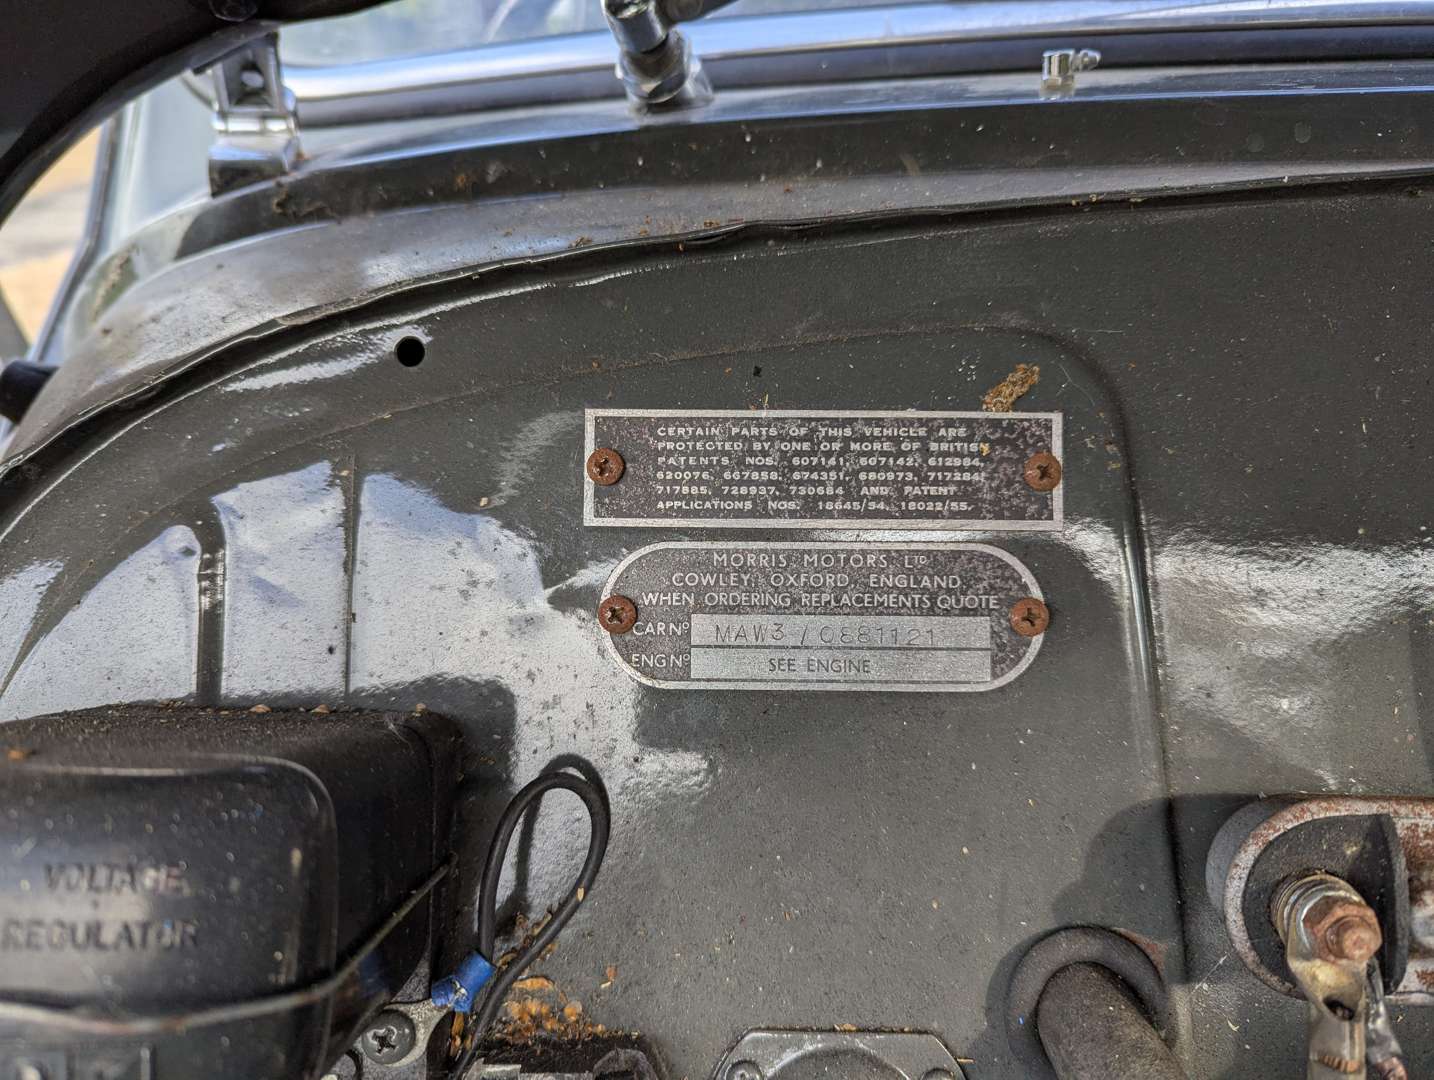 CERTAIN PARTS OF THIS VEHICLE ARE
PROTECTED BY ONE OR MORE OF BRITISH
PATENTS NOS. 607141, 607142, 612984,
620076, 667858, 674351, 680973, 717284,
717885, 728937, 730664 AND PATENT
APPLICATIONS NOS. 18645/54, 18022/55.
MORRIS MOTORS LTD
COWLEY, OXFORD, ENGLAND
WHEN ORDERING REPLACEMENTS QUOTE
CAR No MAW3 / 0881121
ENG No SEE ENGINE
VOLTAGE
REGULATOR